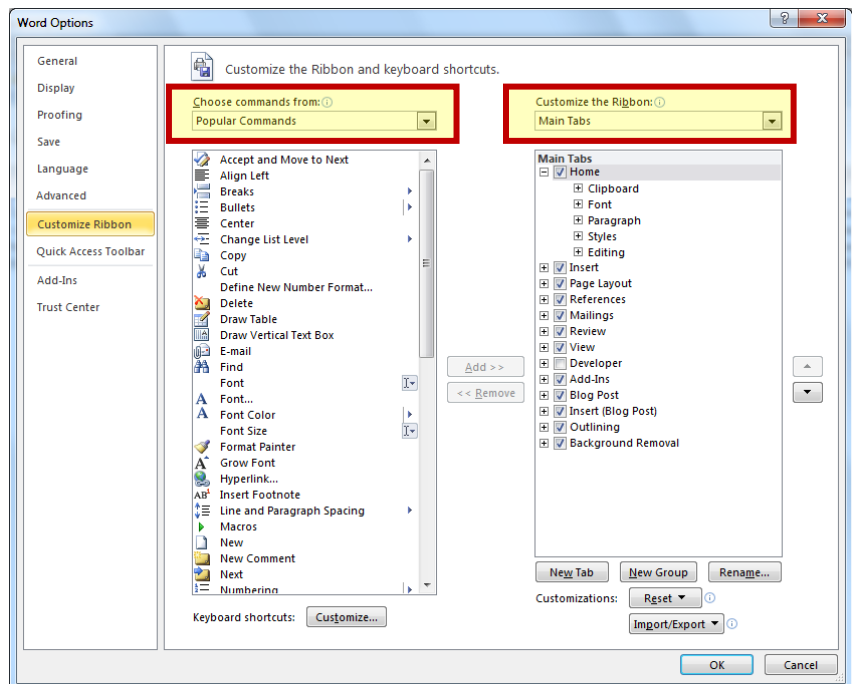 Word Options
General
Display
Proofing
Save
Language
Advanced
Customize Ribbon
Quick Access Toolbar
Add-Ins
Trust Center
Customize the Ribbon and keyboard shortcuts.
Choose commands from:
Popular Commands
Accept and Move to Next
Align Left
Breaks
Bullets
Center
Change List Level
Copy
Cut
Define New Number Format...
Delete
Draw Table
Draw Vertical Text Box
E-mail
Find
Font
Font...
Font Color
Font Size
Format Painter
Grow Font
Hyperlink...
Insert Footnote
Line and Paragraph Spacing
Macros
New
New Comment
Next
Numbering
Keyboard shortcuts: Customize...
Add >>
<< Remove
Customize the Ribbon:
Main Tabs
Main Tabs
Home
Clipboard
Font
Paragraph
Styles
Editing
Insert
Page Layout
References
Mailings
Review
View
Developer
Add-Ins
Blog Post
Insert (Blog Post)
Outlining
Background Removal
New Tab New Group Rename...
Customizations: Reset
Import/Export
OK Cancel